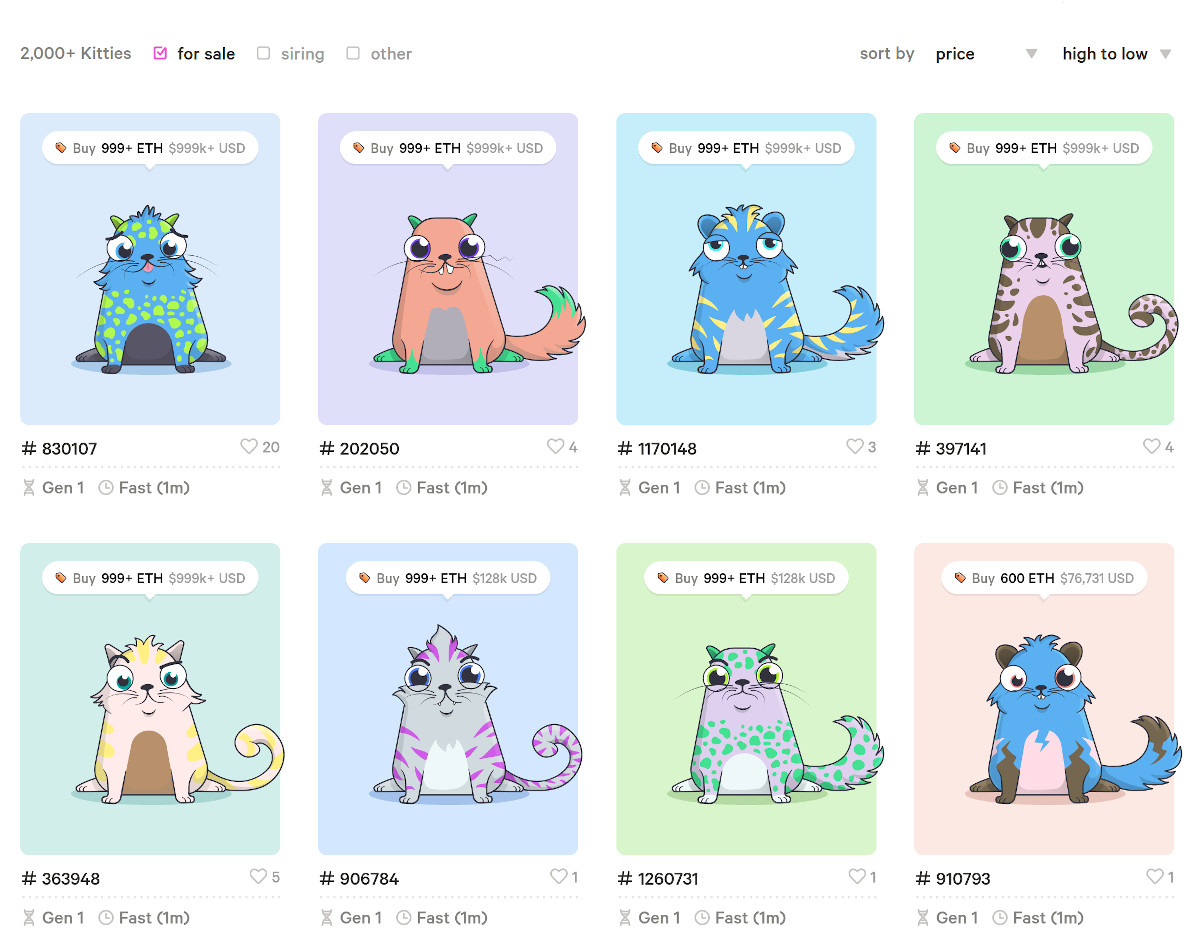 2,000+ Kitties for sale siring other sort by price high to low
Buy 999+ ETH $999k+ USD
Buy 999+ ETH $999k+ USD
Buy 999+ ETH $999k+ USD
Buy 999+ ETH $999k+ USD
# 830107 20
# 202050 4
# 1170148 3
# 397141 4
Gen 1 Fast (1m)
Gen 1 Fast (1m)
Gen 1 Fast (1m)
Gen 1 Fast (1m)
Buy 999+ ETH $999k+ USD
Buy 999+ ETH $128k USD
Buy 999+ ETH $128k USD
Buy 600 ETH $76,731 USD
# 363948 5
# 906784 1
# 1260731 1
# 910793 1
Gen 1 Fast (1m)
Gen 1 Fast (1m)
Gen 1 Fast (1m)
Gen 1 Fast (1m)